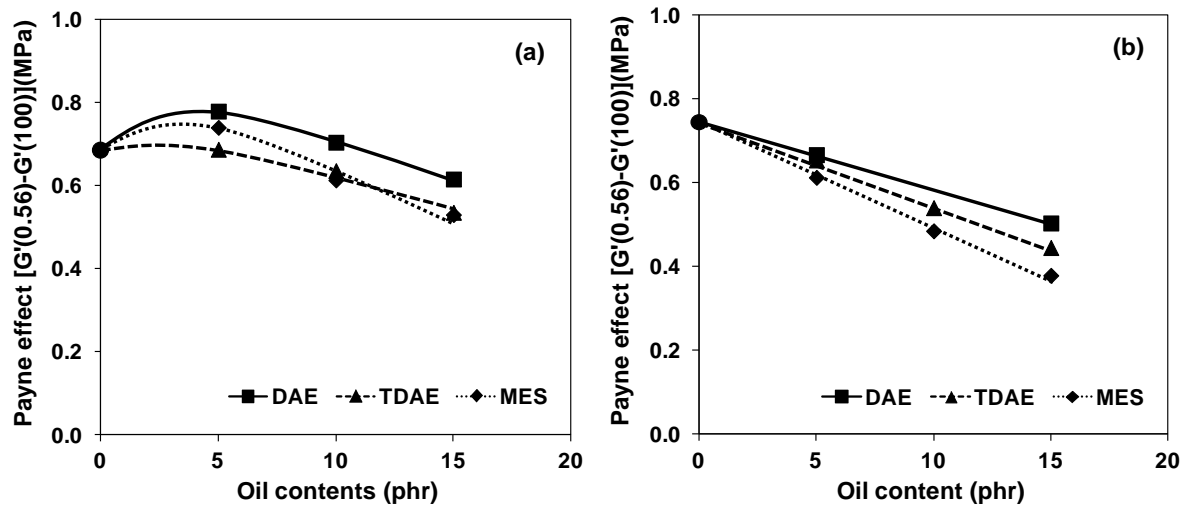 Payne effect [G'(0.56)-G'(100)](MPa)
1.0
0.8
0.6
0.4
0.2
0.0
(a)
DAE TDAE MES
0 5 10 15 20
Oil contents (phr)
Payne effect [G'(0.56)-G'(100)](MPa)
1.0
0.8
0.6
0.4
0.2
0.0
(b)
DAE TDAE MES
0 5 10 15 20
Oil content (phr)